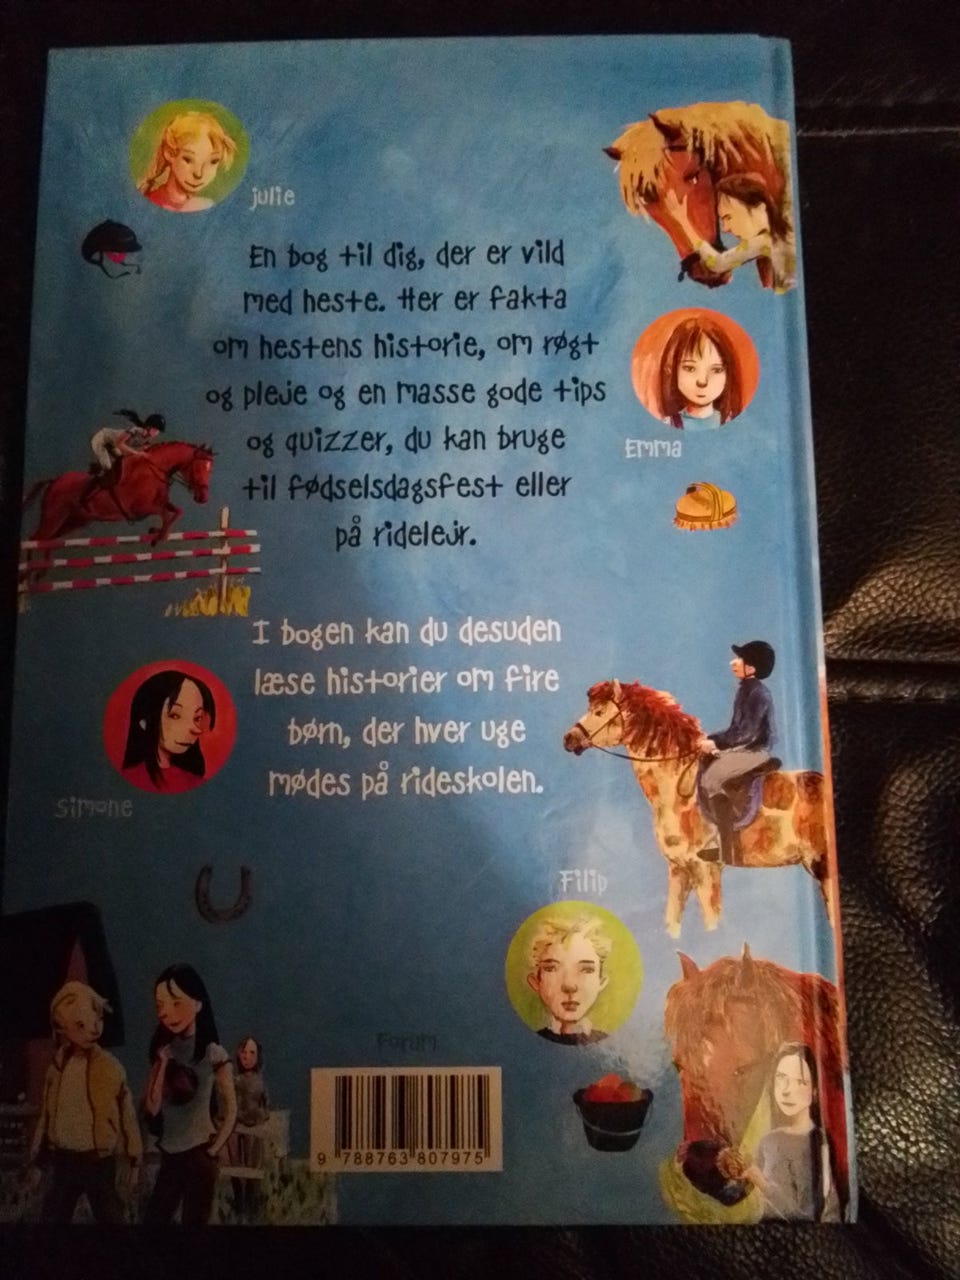 julie
En bog til dig, der er vild
med heste. Her er fakta
om hestens historie, om røgt
og pleje og en masse gode tips
og quizzer, du kan bruge
til fødselsdagsfest eller
på ridelejr.
Emma
I bogen kan du desuden
læse historier om fire
børn, der hver uge
mødes på rideskolen.
Simone
Filip
Forum
9 788763 807975